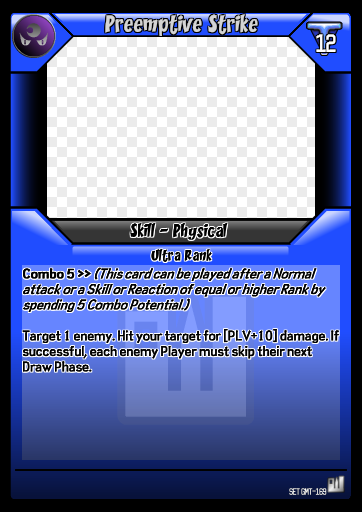 Preemptive Strike
12
Skill - Physical
Ultra Rank
Combo 5 >> (This card can be played after a Normal
attack or a Skill or Reaction of equal or higher Rank by
spending 5 Combo Potential.)
Target 1 enemy. Hit your target for [PLV+10] damage. If
successful, each enemy Player must skip their next
Draw Phase.
SET GMT-169